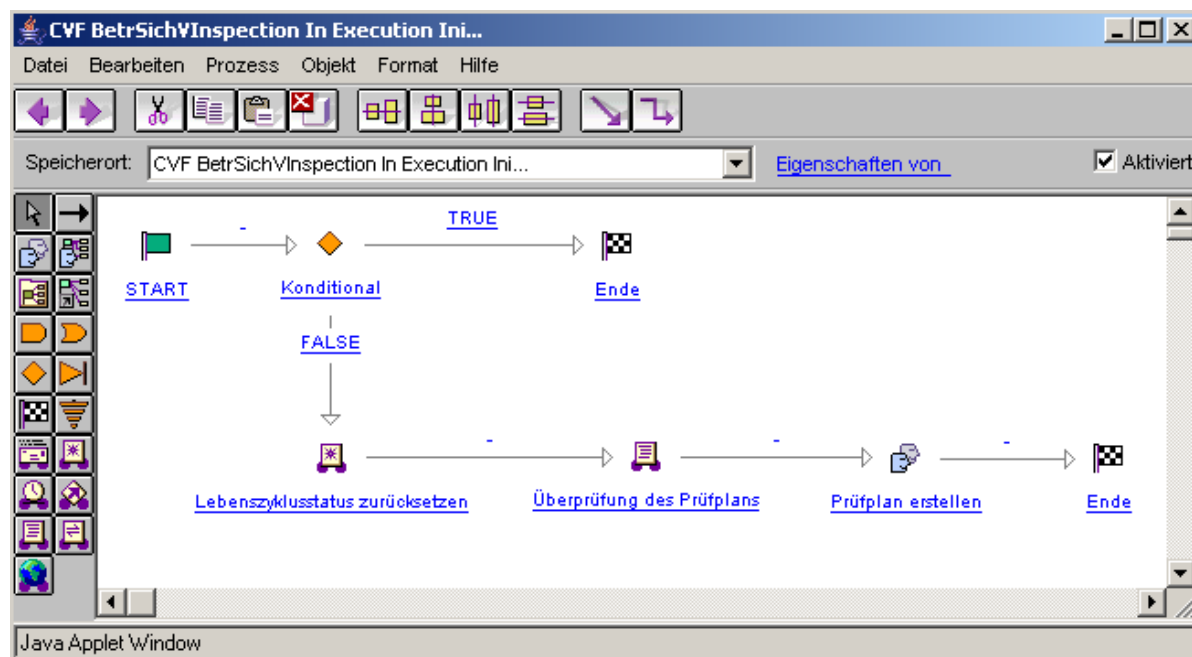 CVF BetrSichVInspection In Execution Ini...
Datei Bearbeiten Prozess Objekt Format Hilfe
Speicherort: CVF BetrSichVInspection In Execution Ini... Eigenschaften von Aktiviert
- TRUE
START Konditional Ende
FALSE
- - -
Lebenszyklusstatus zurücksetzen Überprüfung des Prüfplans Prüfplan erstellen Ende
Java Applet Window